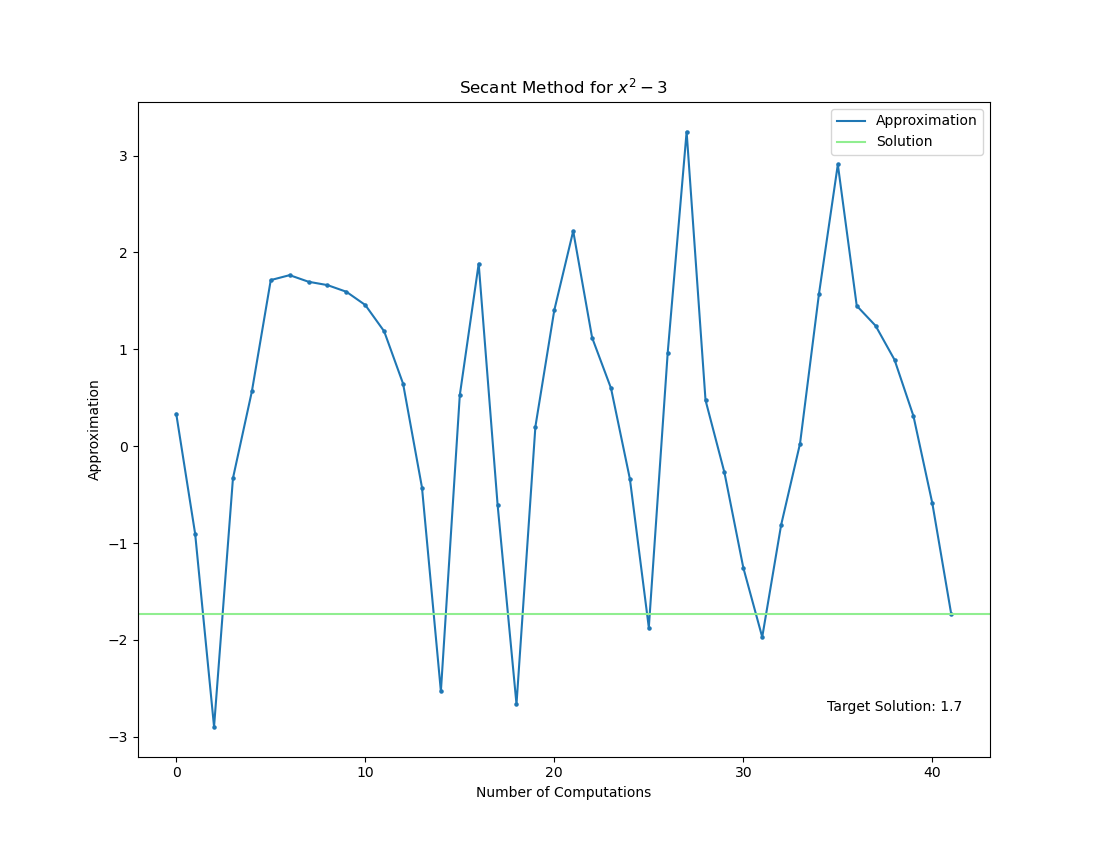 Secant Method for $x^2 - 3$
Approximation
Solution
3
2
1
0
−1
−2
−3
Approximation
Target Solution: 1.7
0 10 20 30 40
Number of Computations